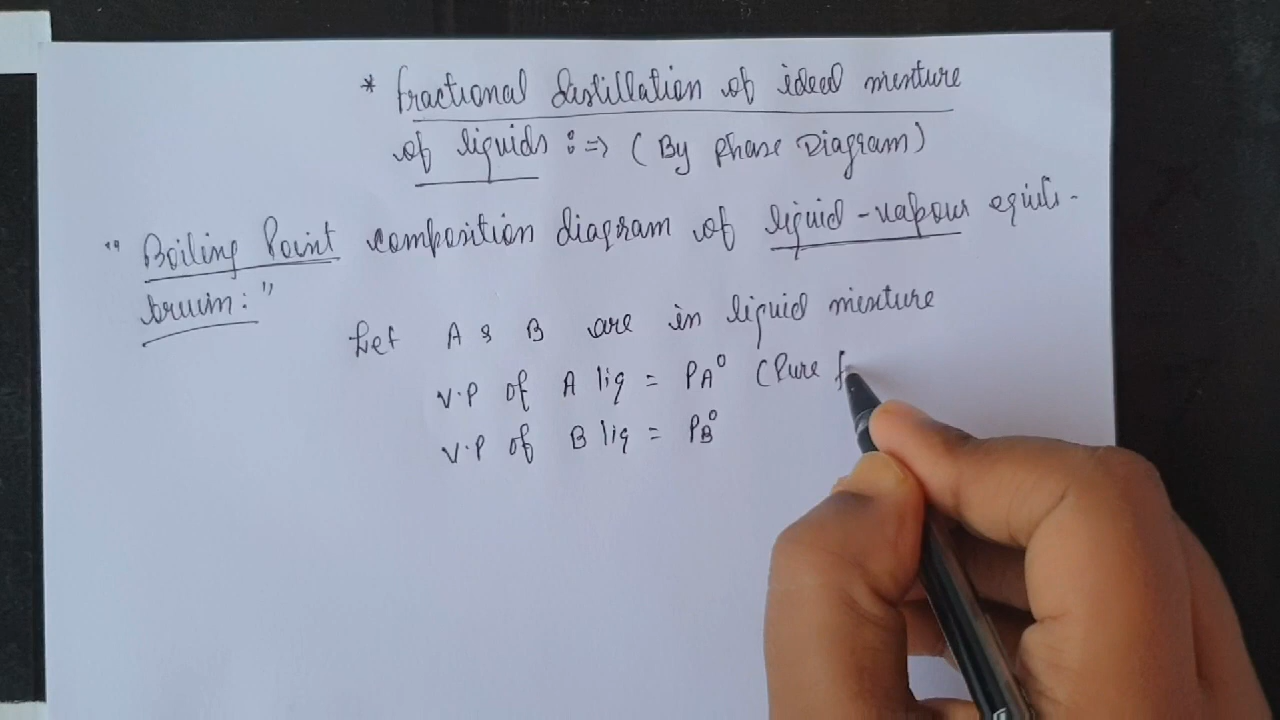 * Fractional distillation of ideal mixture
of liquids :=> (By Phase Diagram)
"Boiling Point composition diagram of liquid-vapour equili-
brium:"
Let A & B are in liquid mixture
V.P of A liq = PA° (Pure f
V.P of B liq = PB°